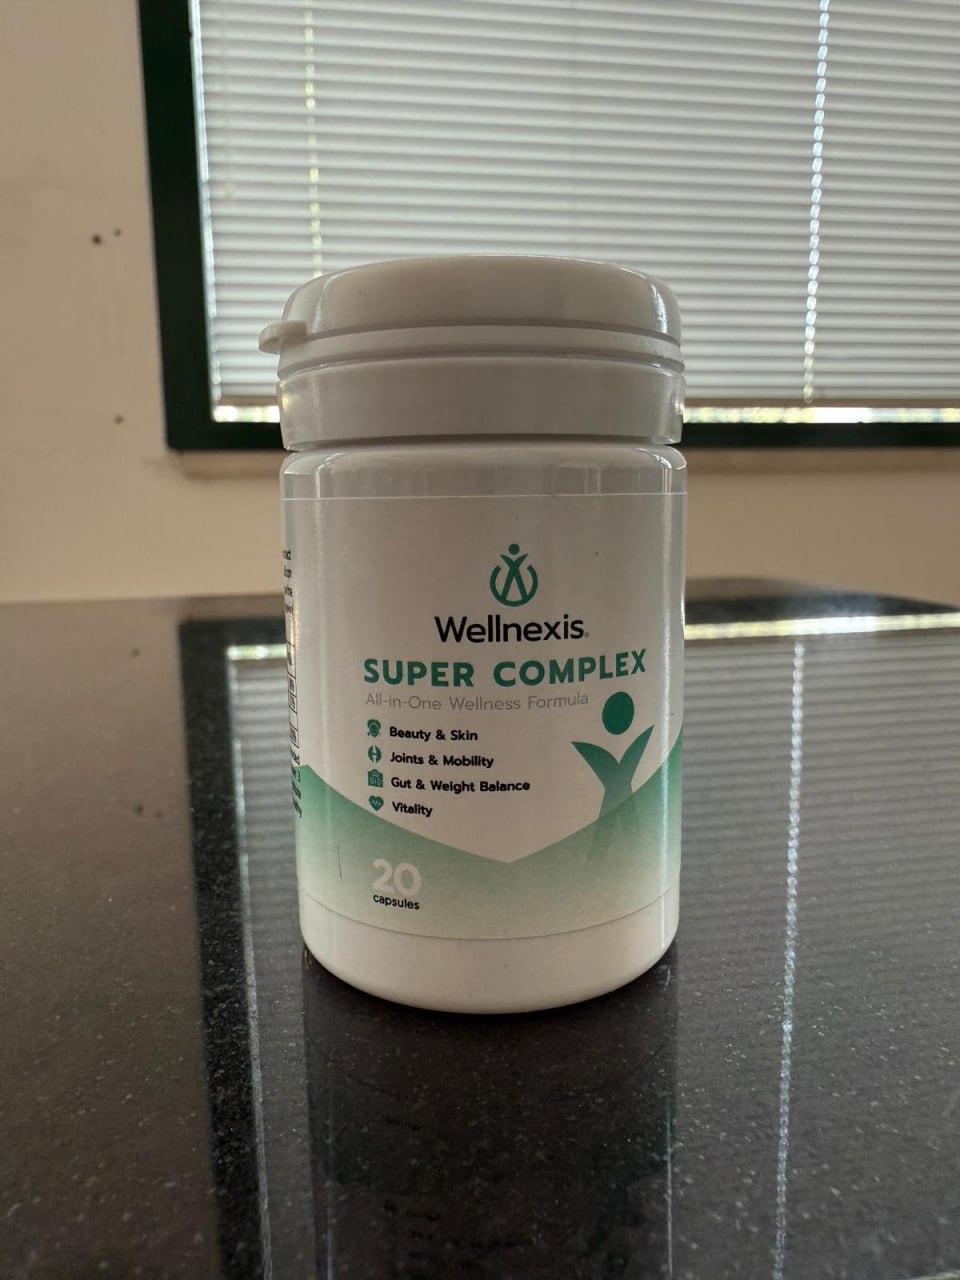 Wellnexis
SUPER COMPLEX
All-in-One Wellness Formula
Beauty & Skin
Joints & Mobility
Gut & Weight Balance
Vitality
20
capsules